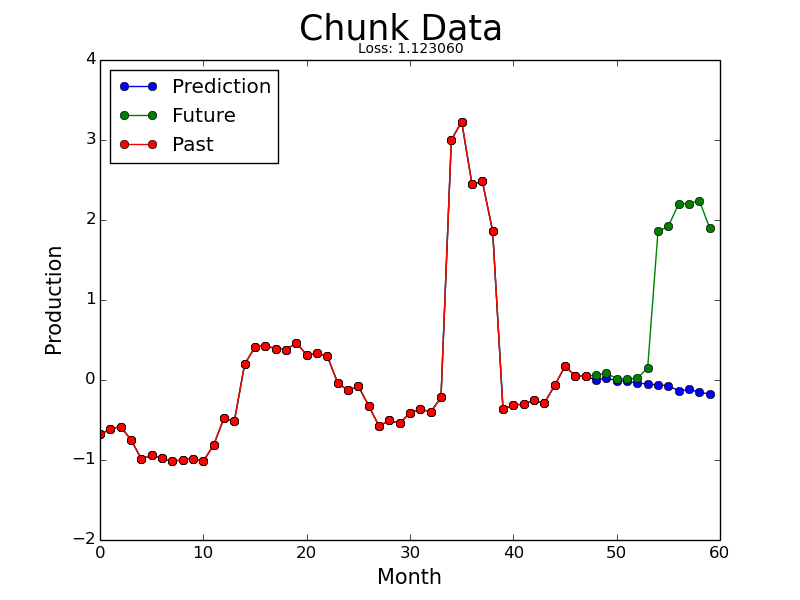 Chunk Data
Loss: 1.123060
Prediction
Future
Past
Production
4
3
2
1
0
−1
−2
0 10 20 30 40 50 60
Month